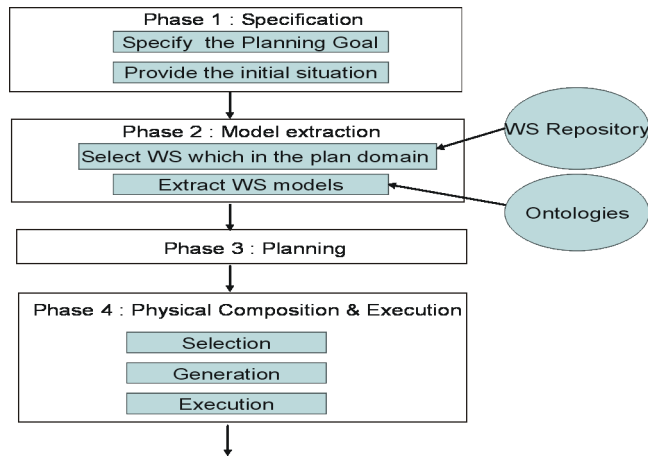 Phase 1 : Specification
Specify the Planning Goal
Provide the initial situation
Phase 2 : Model extraction
WS Repository
Select WS which in the plan domain
Extract WS models
Ontologies
Phase 3 : Planning
Phase 4 : Physical Composition & Execution
Selection
Generation
Execution